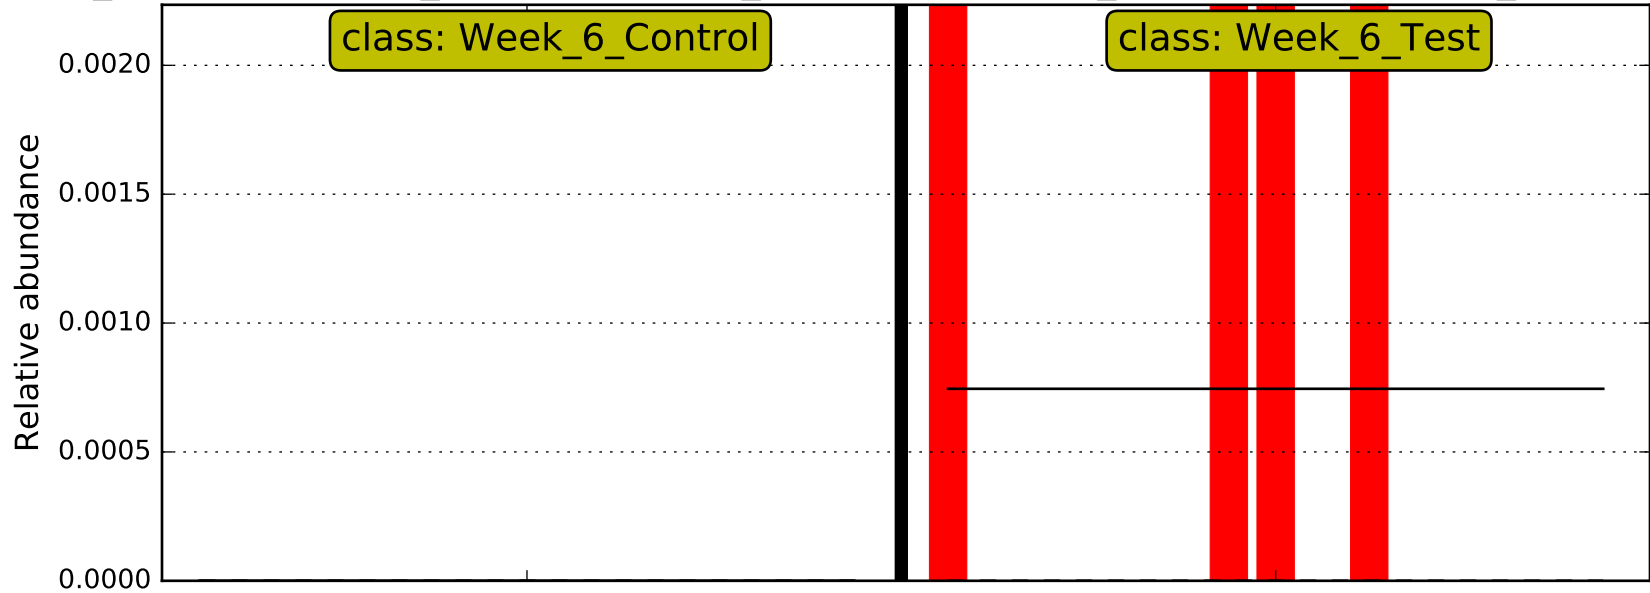 class: Week_6_Control
class: Week_6_Test
0.0020
0.0015
0.0010
0.0005
0.0000
Relative abundance